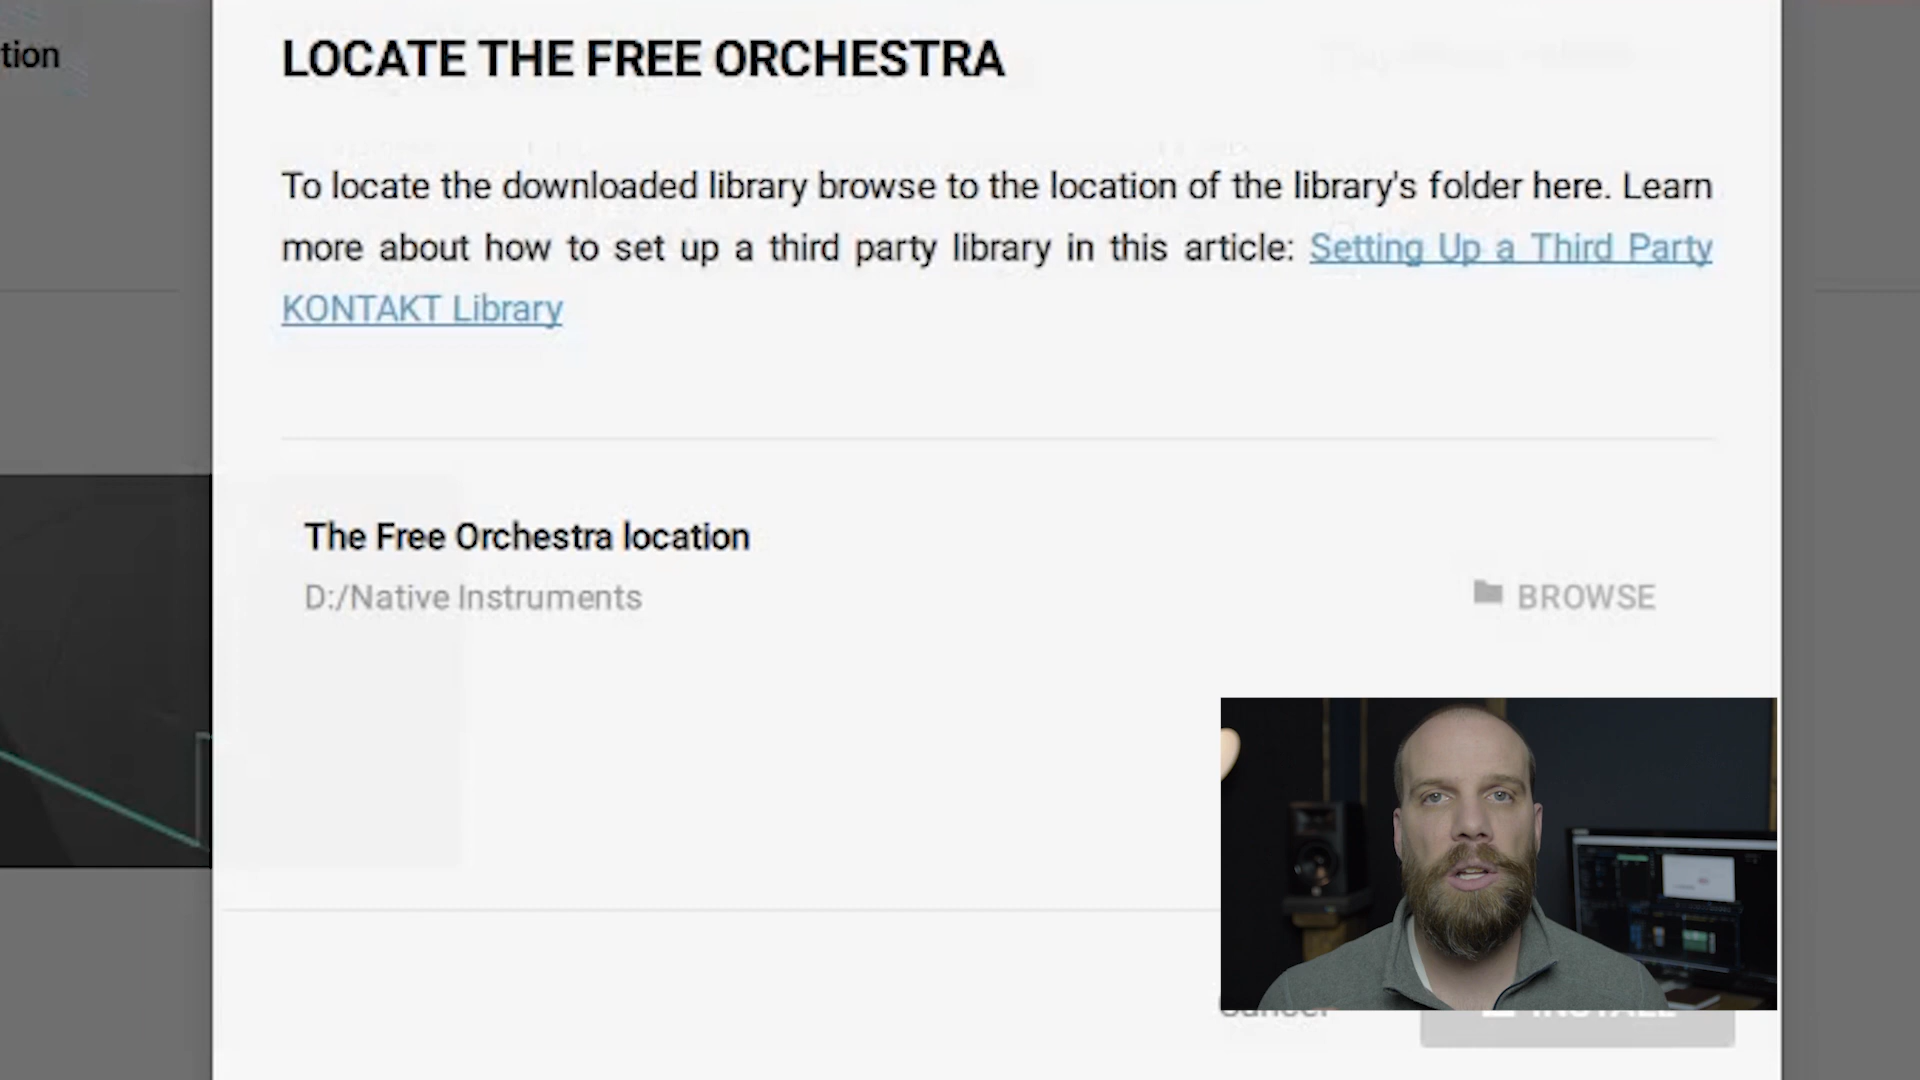 tion
LOCATE THE FREE ORCHESTRA
To locate the downloaded library browse to the location of the library's folder here. Learn
more about how to set up a third party library in this article: Setting Up a Third Party
KONTAKT Library
The Free Orchestra location
D:/Native Instruments
BROWSE
Cancel
INSTALL